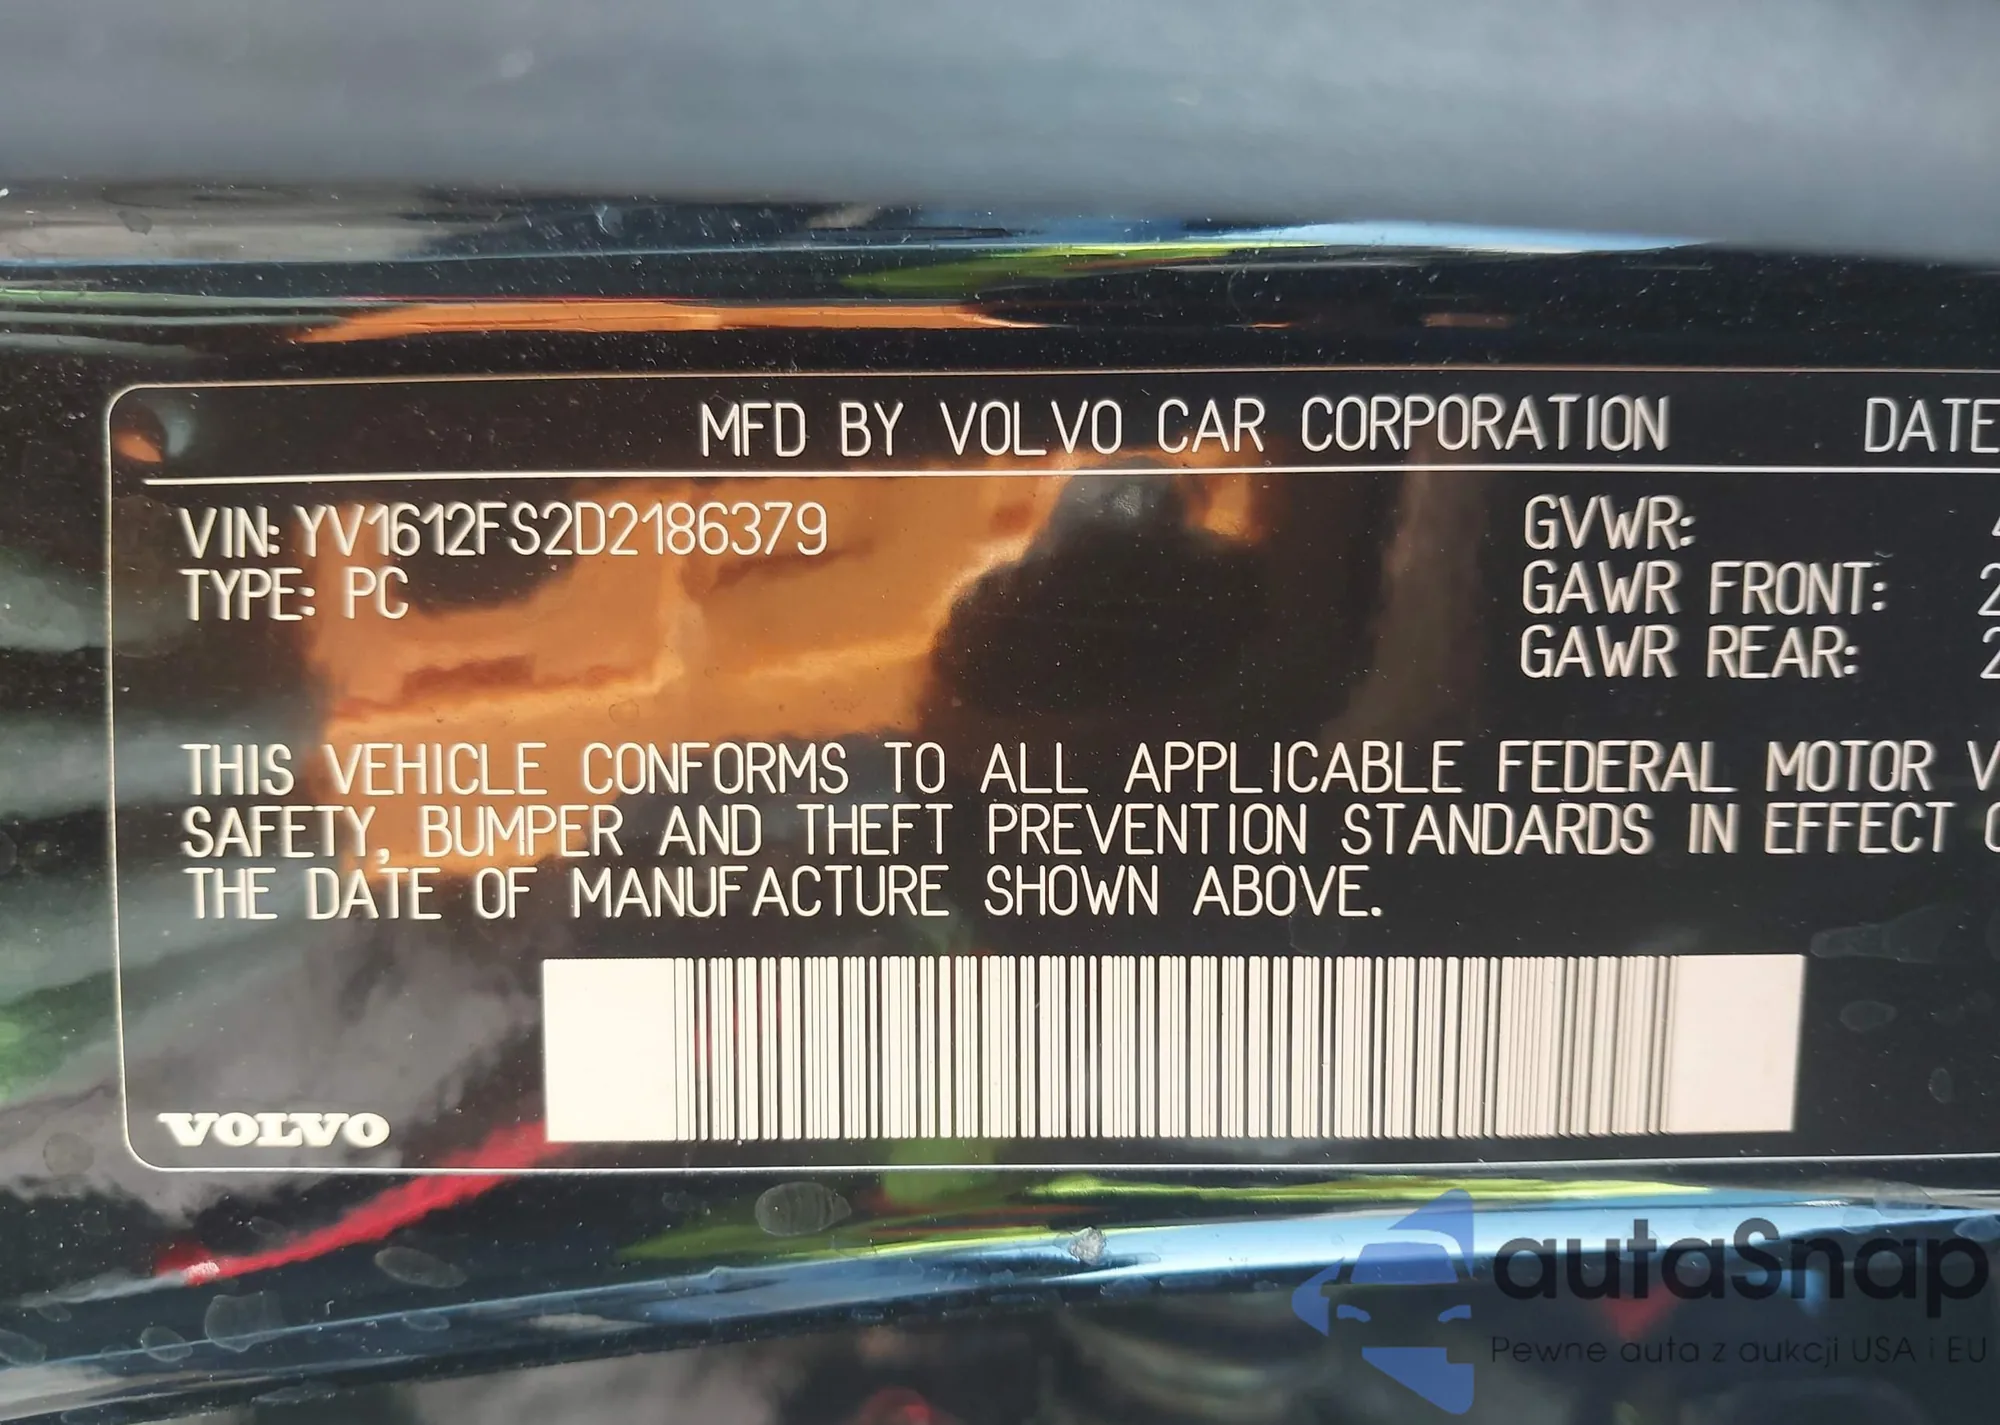 MFD BY VOLVO CAR CORPORATION DATE
VIN: YV1612FS2D2186379
TYPE: PC
GVWR:
GAWR FRONT: 2
GAWR REAR: 2
THIS VEHICLE CONFORMS TO ALL APPLICABLE FEDERAL MOTOR V
SAFETY, BUMPER AND THEFT PREVENTION STANDARDS IN EFFECT
THE DATE OF MANUFACTURE SHOWN ABOVE.
VOLVO
autaSnap
Pewne auta z aukcji USA i EU